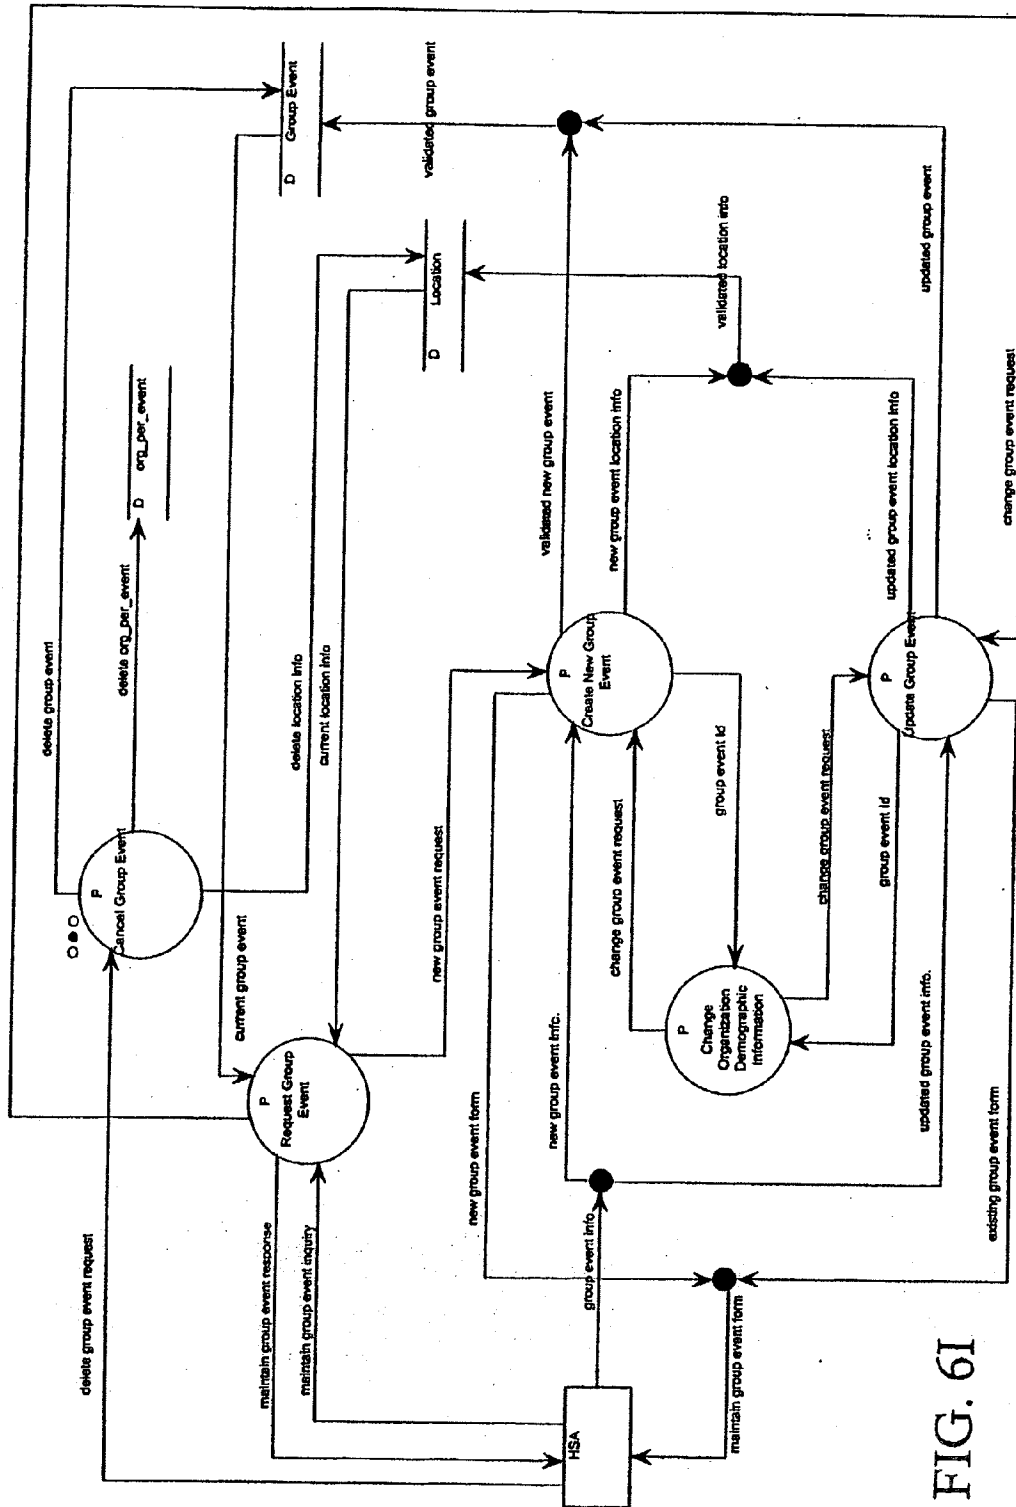 delete group event request
maintain group event response
maintain group event inquiry
HSA
group event info
maintain group event form
new group event form
new group event info.
updated group event info.
existing group event form
P
Request Group
Event
P
Cancel Group Event
delete group event
delete org_per_event
D org_per_event
current group event
delete location info
current location info
new group event request
D Group Event
D Location
validated group event
validated location info
P
Create New Group
Event
validated new group event
new group event location info
change group event request
group event id
P
Change
Organization
Demographic
Information
change group event request
group event id
P
Update Group Event
updated group event location info
updated group event
change group event request
FIG. 6I